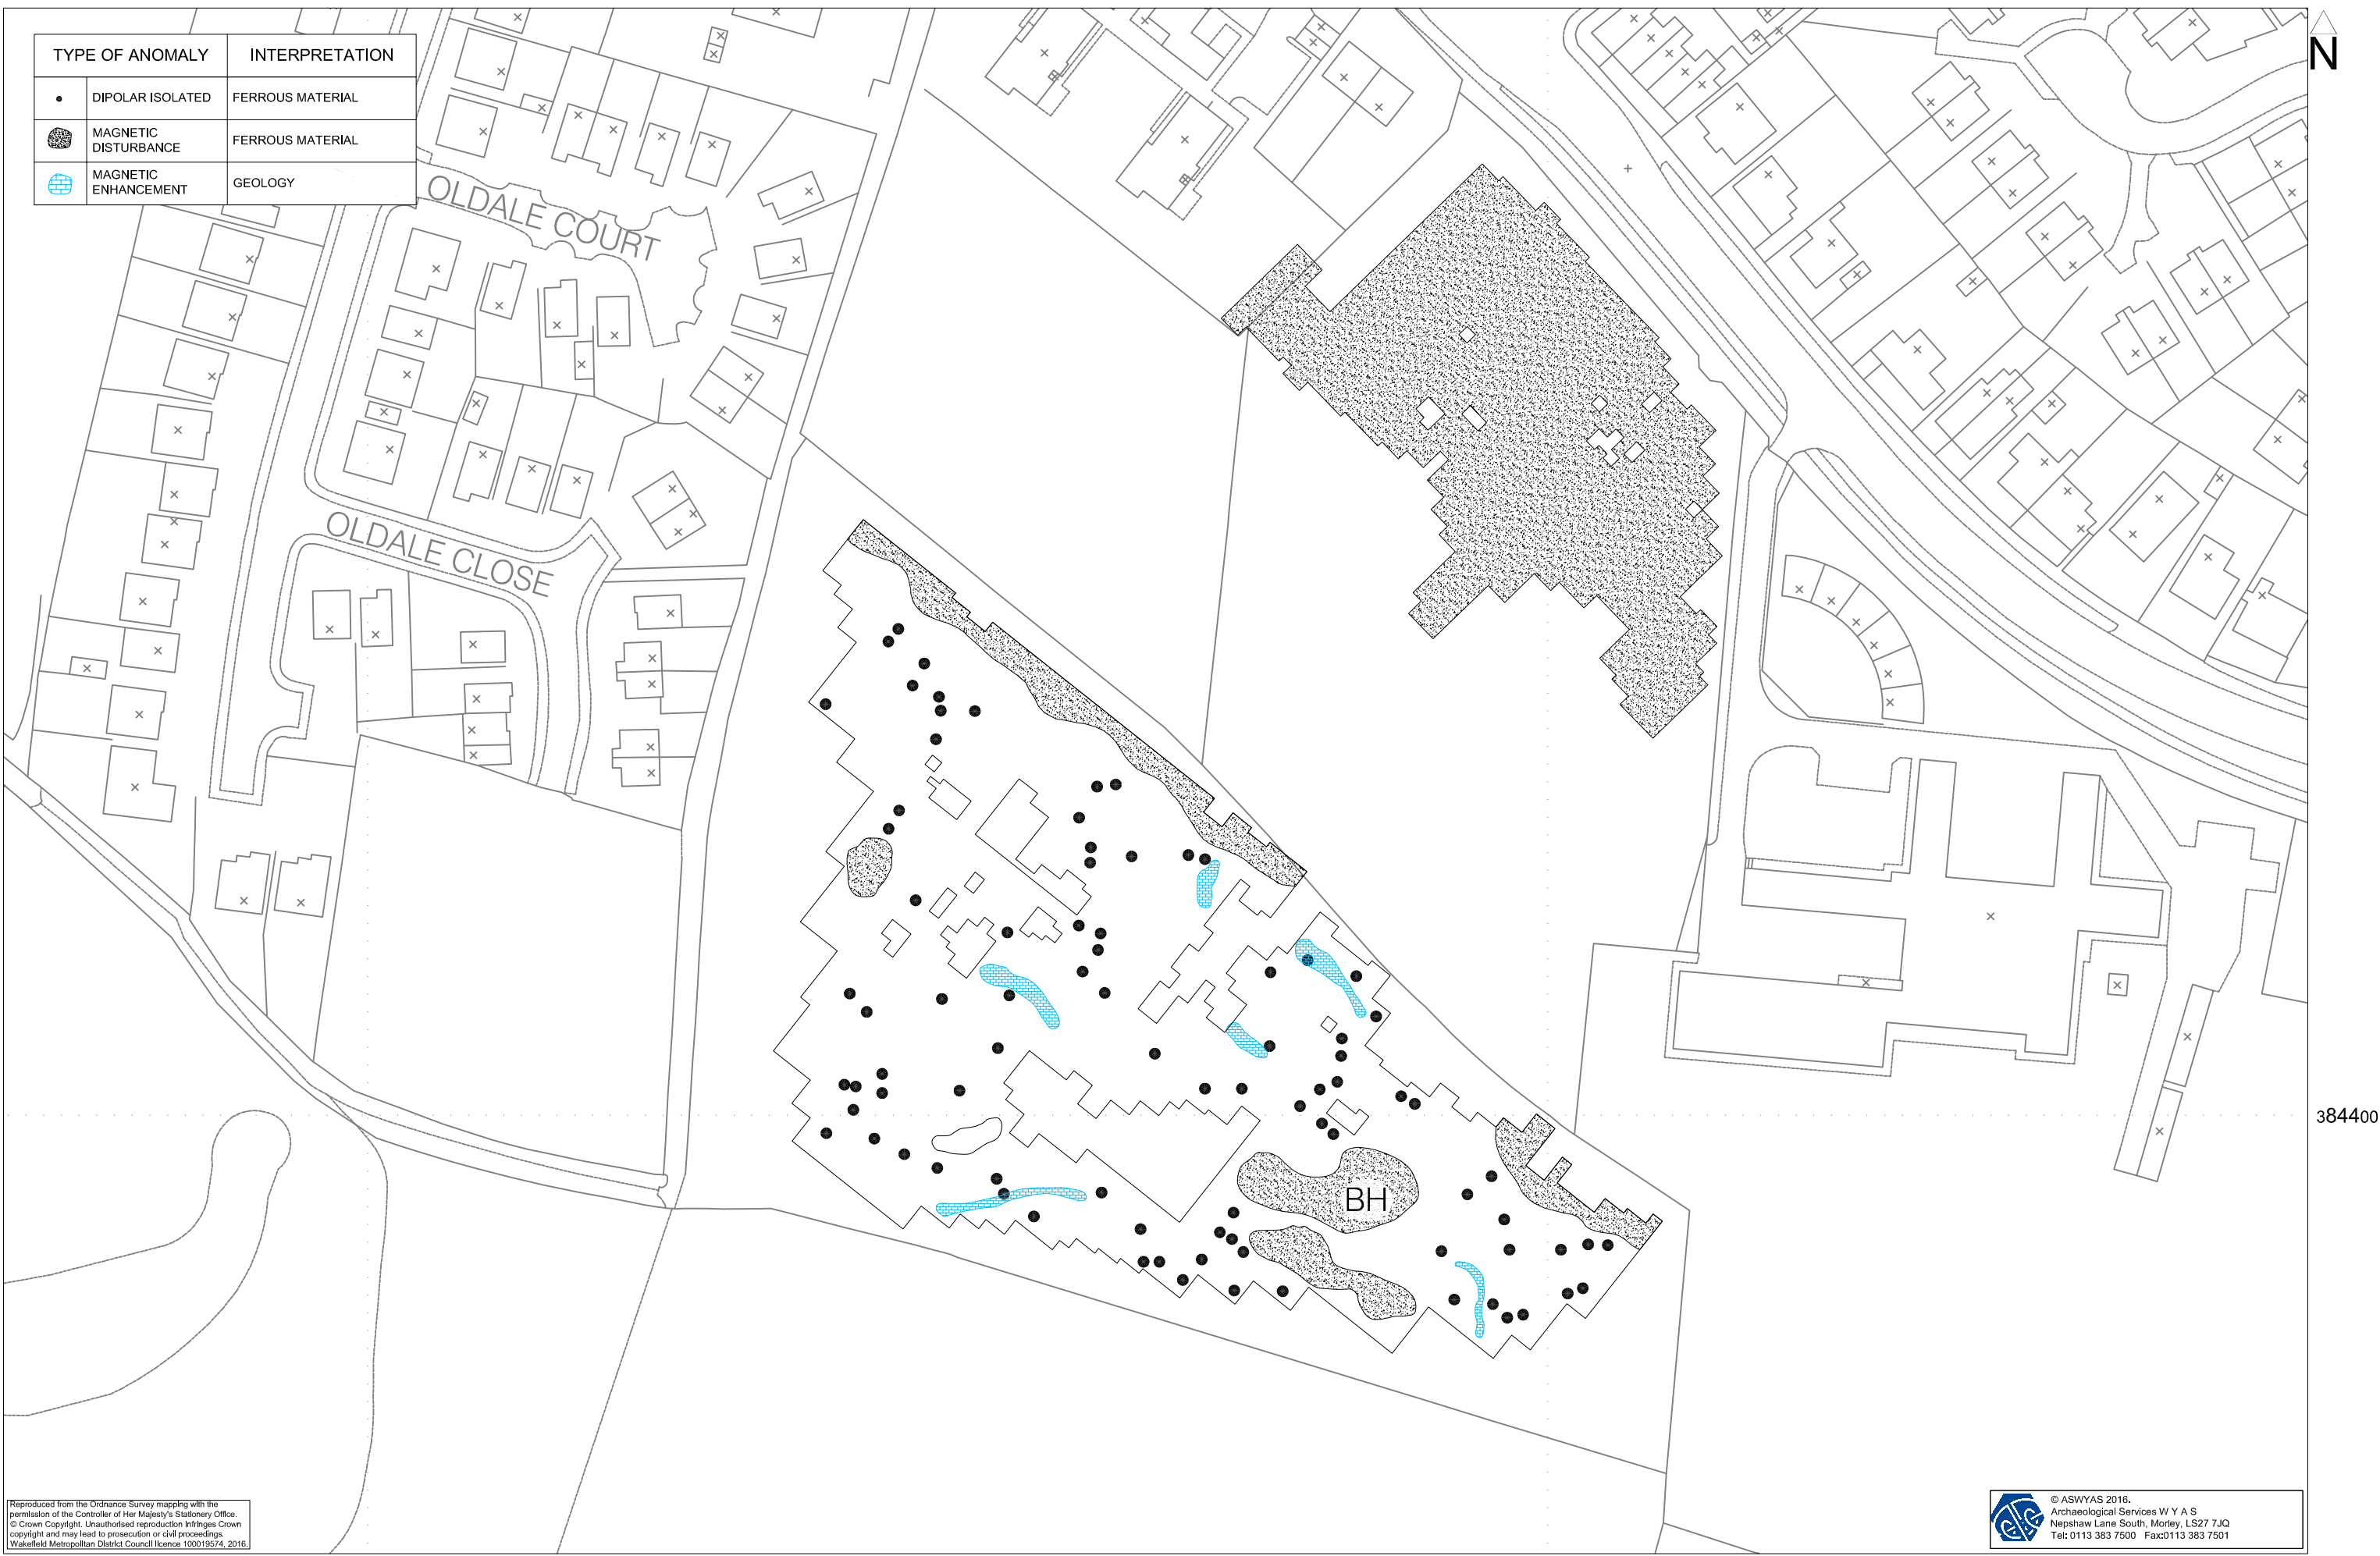 TYPE OF ANOMALY INTERPRETATION
DIPOLAR ISOLATED FERROUS MATERIAL
MAGNETIC
DISTURBANCE
FERROUS MATERIAL
MAGNETIC
ENHANCEMENT
GEOLOGY
N
OLDALE COURT
OLDALE CLOSE
384400
BH
Reproduced from the Ordnance Survey mapping with the
permission of the Controller of Her Majesty's Stationery Office.
© Crown Copyright. Unauthorised reproduction infringes Crown
copyright and may lead to prosecution or civil proceedings.
Wakefield Metropolitan District Council licence 100019574, 2016.
© ASWYAS 2016.
Archaeological Services W Y A S
Nepshaw Lane South, Morley, LS27 7JQ
Tel: 0113 383 7500 Fax:0113 383 7501